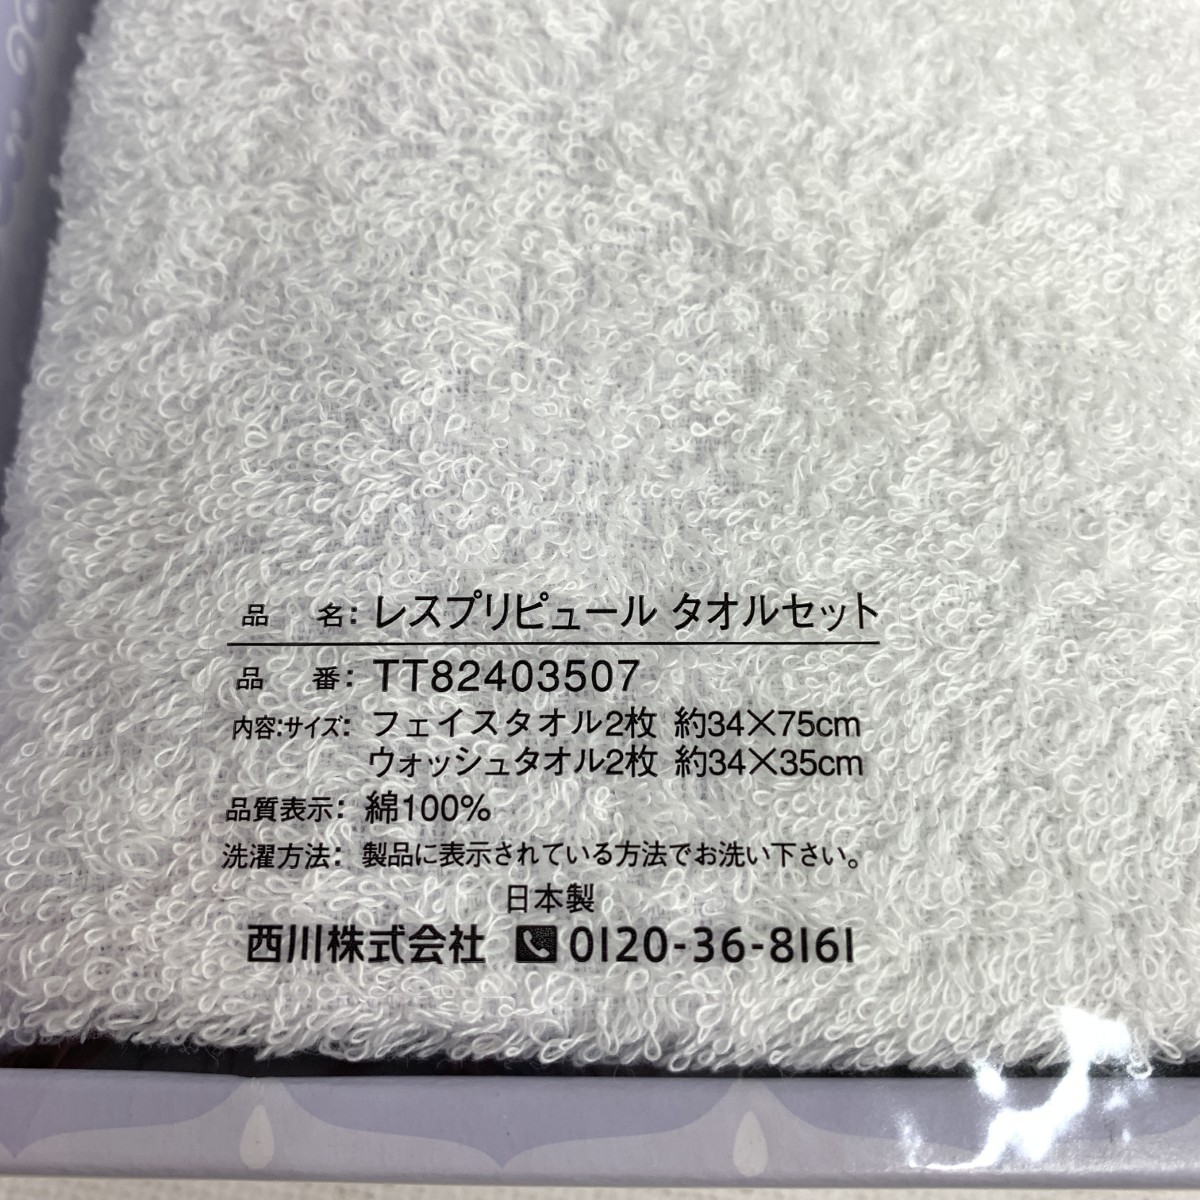 品　名: レスプリピュール タオルセット
品　番: TT82403507
内容:サイズ: フェイスタオル2枚 約34×75cm
ウォッシュタオル2枚 約34×35cm
品質表示: 綿100%
洗濯方法: 製品に表示されている方法でお洗い下さい。
日本製
西川株式会社 0120-36-8161